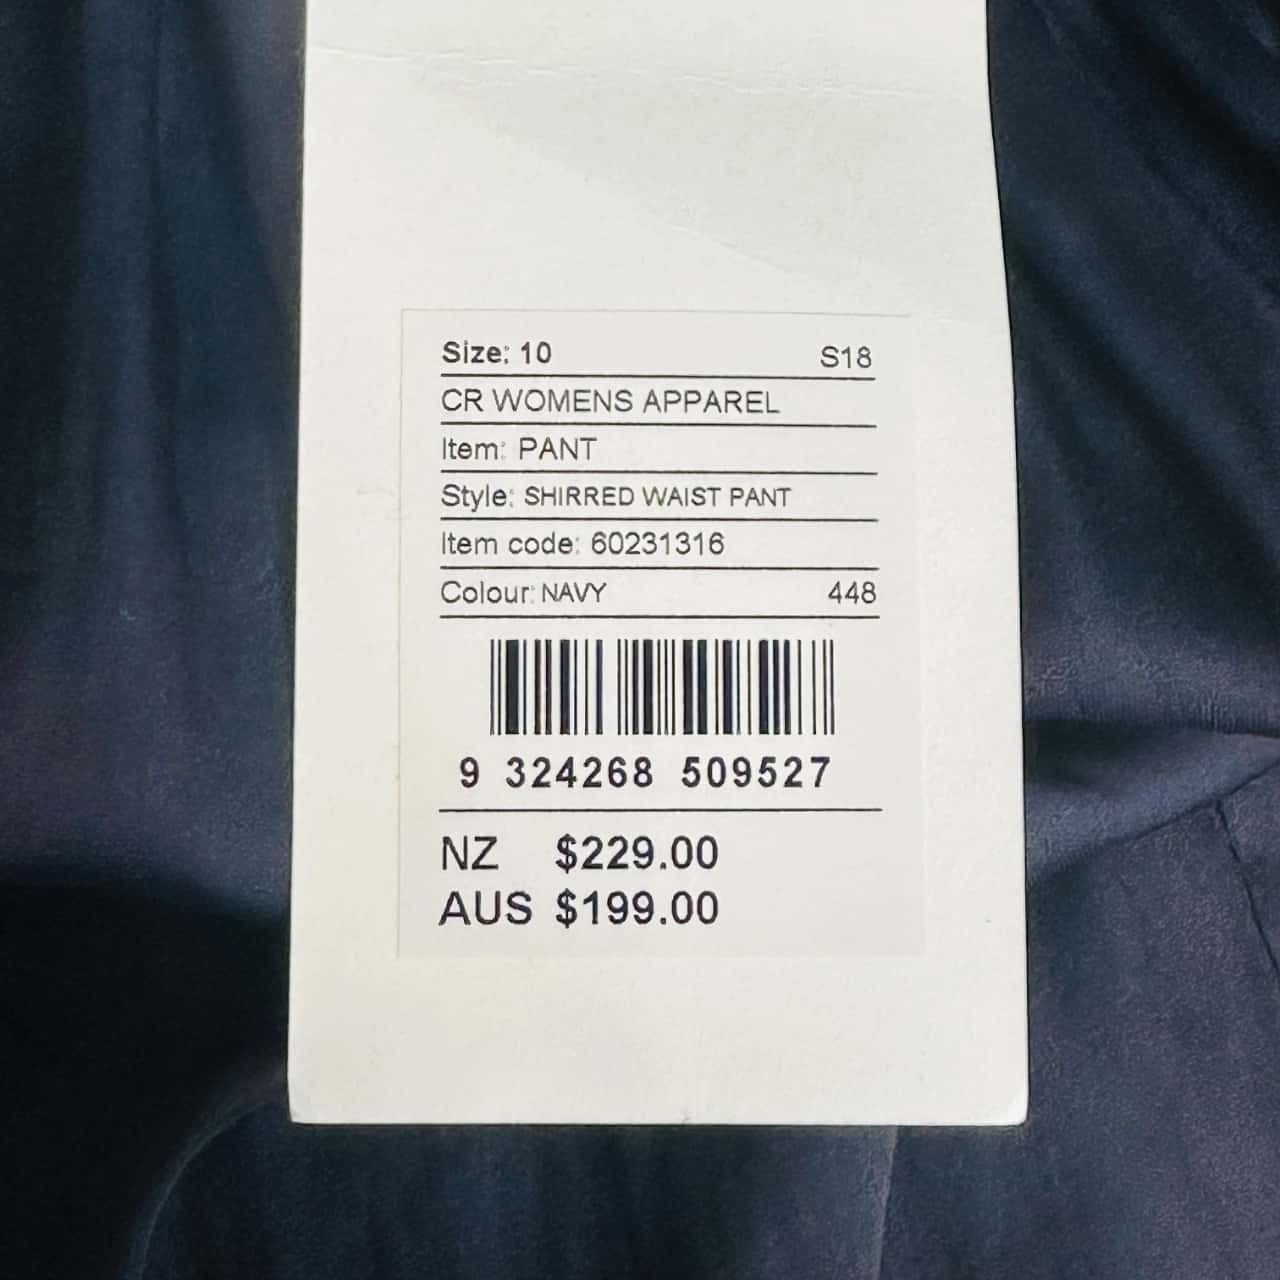 Size: 10 S18
CR WOMENS APPAREL
Item: PANT
Style: SHIRRED WAIST PANT
Item code: 60231316
Colour: NAVY 448
9 324268 509527
NZ $229.00
AUS $199.00